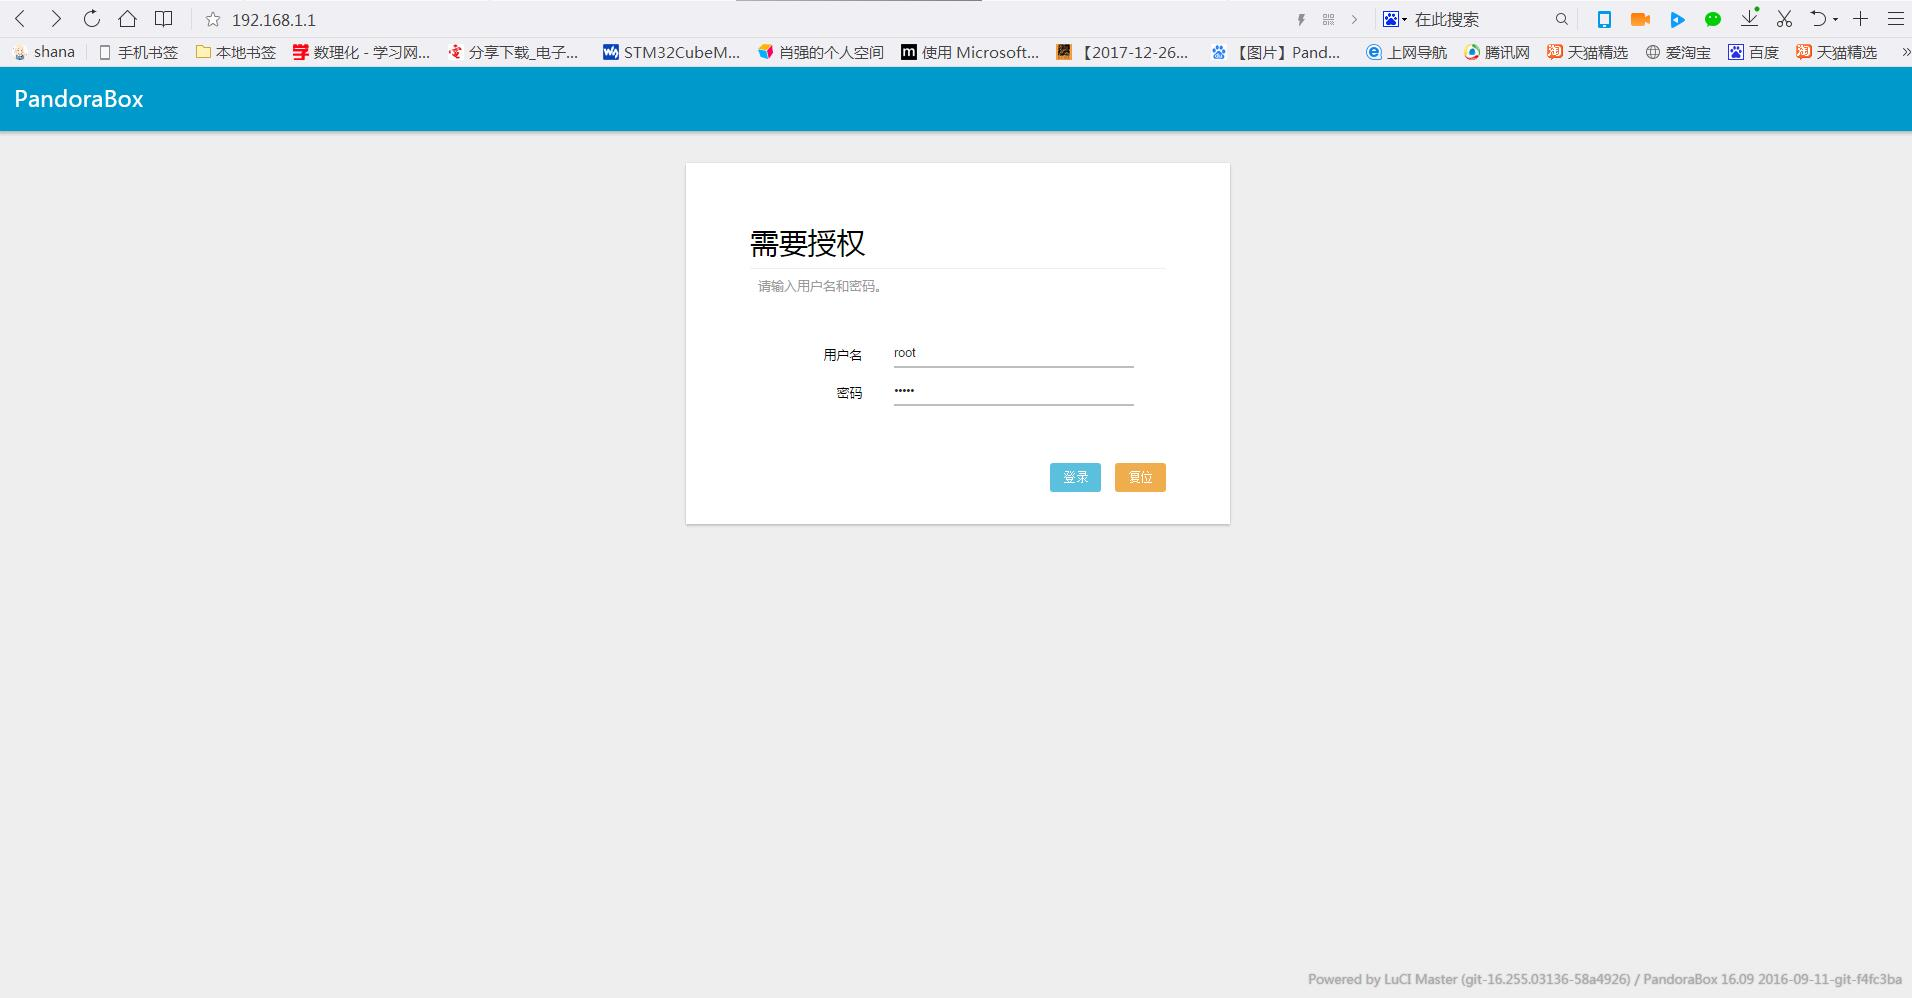 192.168.1.1 在此搜索
shana 手机书签 本地书签 数理化 - 学习网... 分享下载_电子... STM32CubeM... 肖强的个人空间 使用 Microsoft... 【2017-12-26... 【图片】Pand... 上网导航 腾讯网 天猫精选 爱淘宝 百度 天猫精选 »
PandoraBox
需要授权
请输入用户名和密码。
用户名 root
密码 •••••
登录 复位
Powered by LuCI Master (git-16.255.03136-58a4926) / PandoraBox 16.09 2016-09-11-git-f4fc3ba